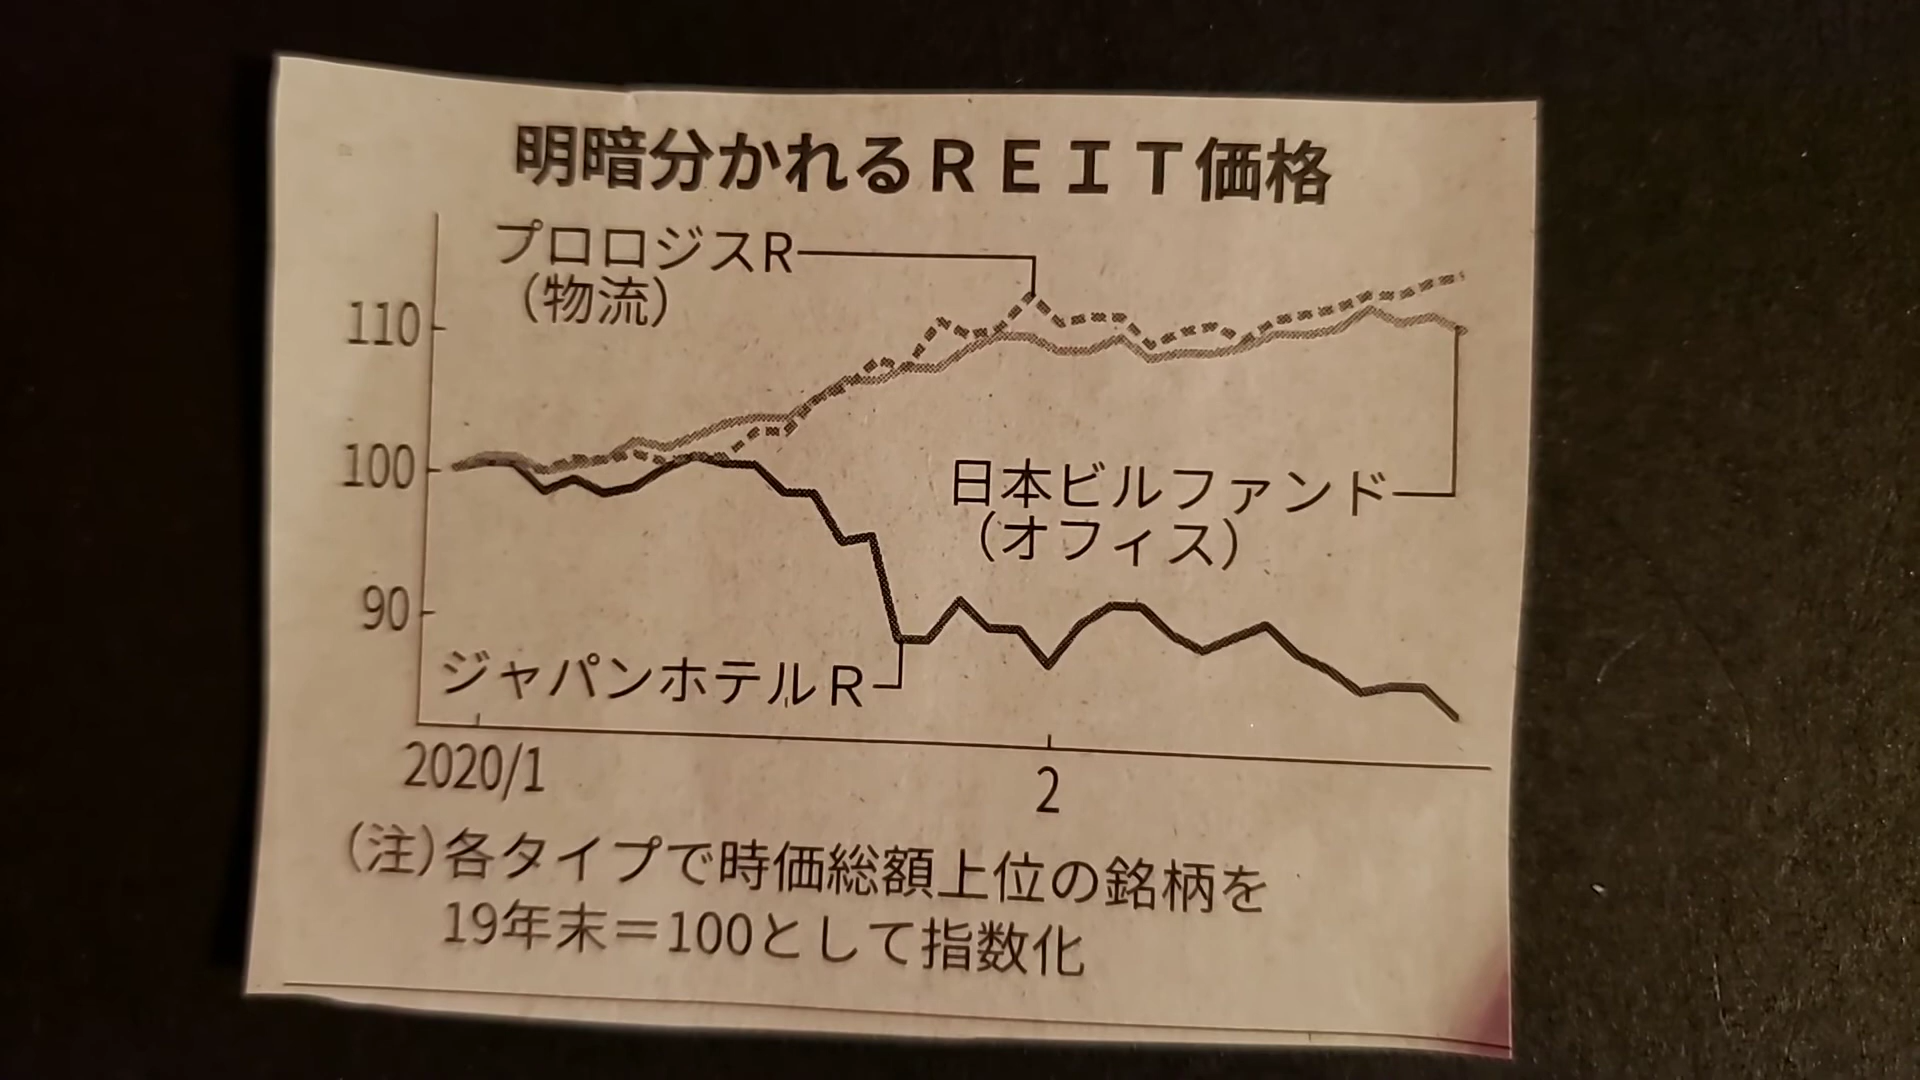 明暗分かれるＲＥＩＴ価格
プロロジスR
（物流）
110
100
90
日本ビルファンド
（オフィス）
ジャパンホテルR
2020/1
2
（注）各タイプで時価総額上位の銘柄を
19年末＝100として指数化